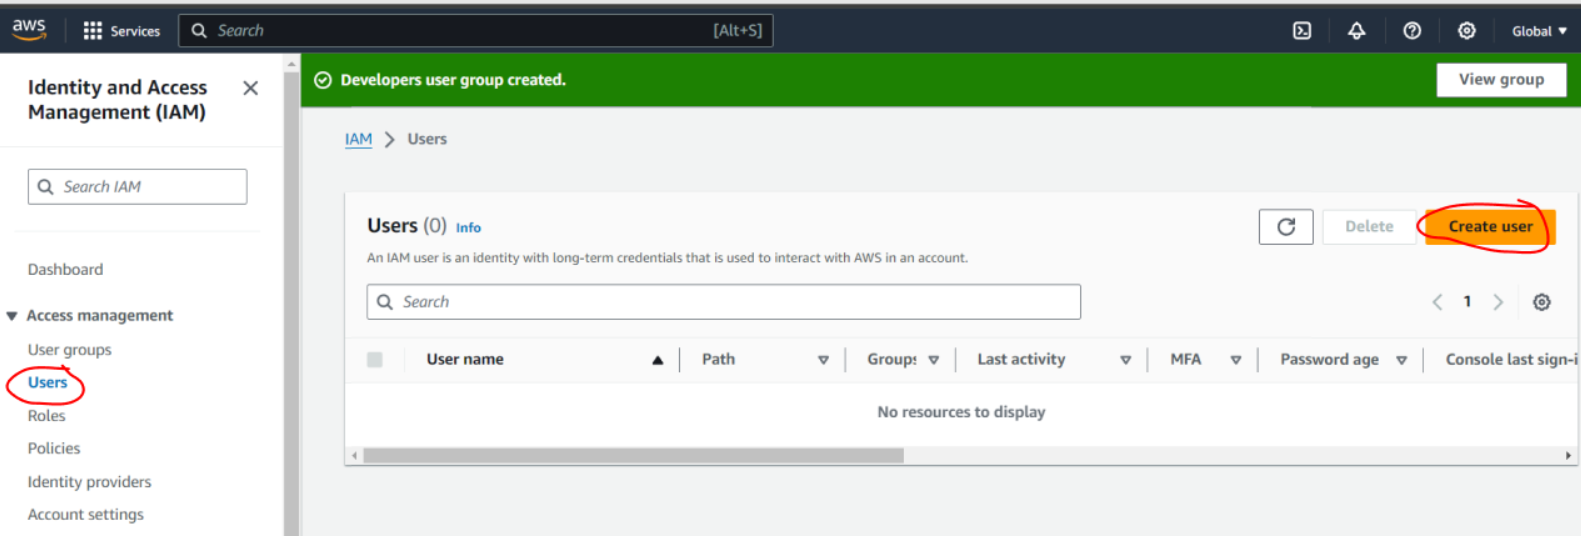 aws Services Search [Alt+S] Global
Identity and Access
Management (IAM)
Search IAM
Dashboard
Access management
User groups
Users
Roles
Policies
Identity providers
Account settings
Developers user group created. View group
IAM > Users
Users (0) Info Delete Create user
An IAM user is an identity with long-term credentials that is used to interact with AWS in an account.
Search 1
User name Path Groups Last activity MFA Password age Console last sign-i
No resources to display